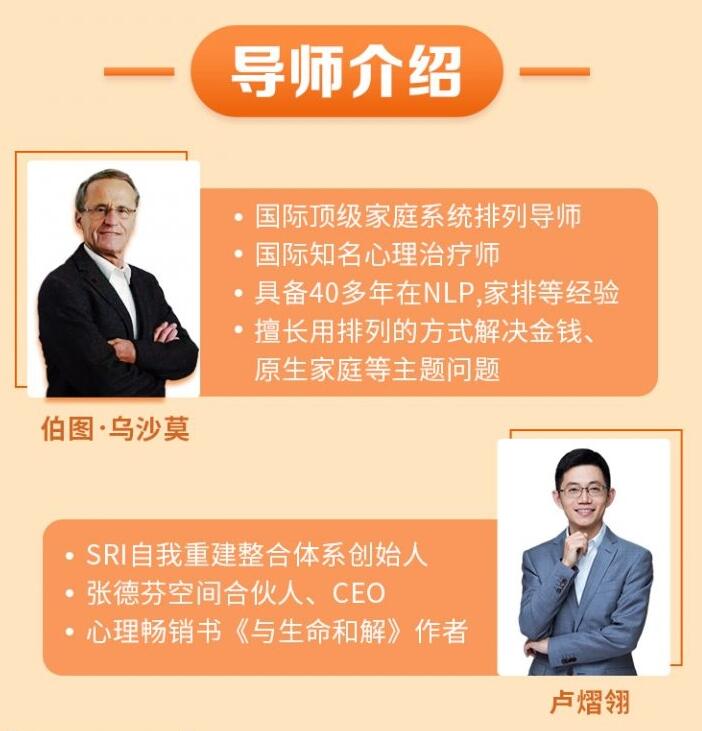 导师介绍
• 国际顶级家庭系统排列导师
• 国际知名心理治疗师
• 具备40多年在NLP,家排等经验
• 擅长用排列的方式解决金钱、
原生家庭等主题问题
伯图·乌沙莫
• SRI自我重建整合体系创始人
• 张德芬空间合伙人、CEO
• 心理畅销书《与生命和解》作者
卢熠翎